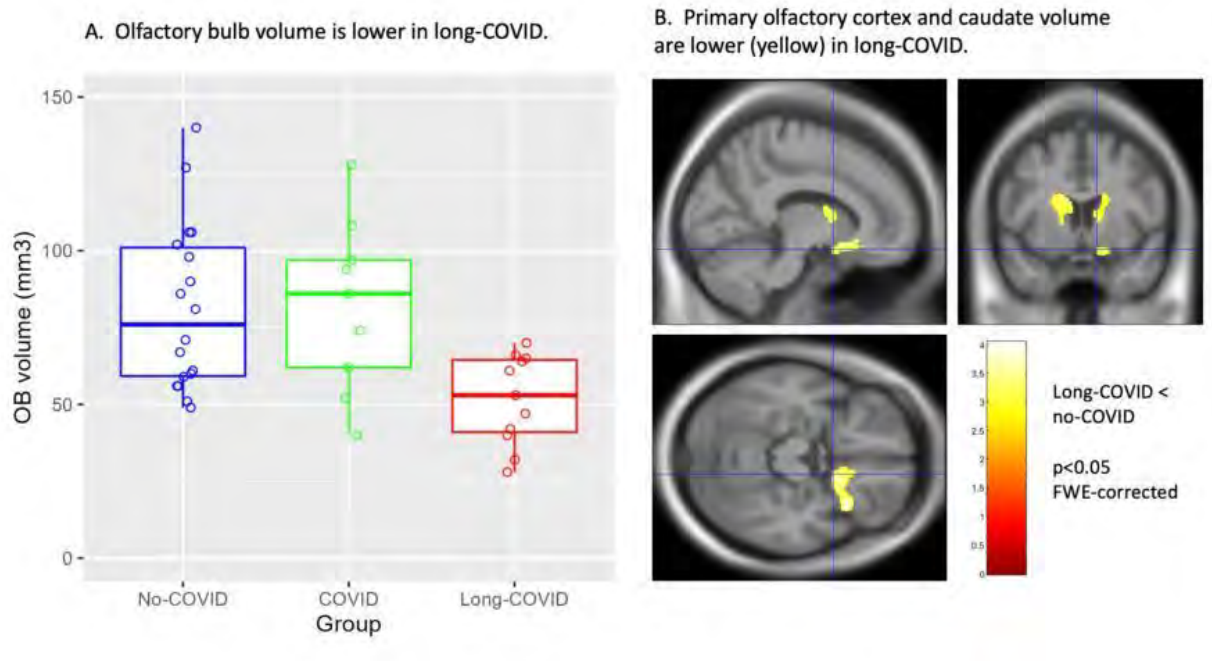 A. Olfactory bulb volume is lower in long-COVID.
150
100
50
0
OB volume (mm3)
No-COVID
COVID
Long-COVID
Group
B. Primary olfactory cortex and caudate volume
are lower (yellow) in long-COVID.
4
3.5
3
2.5
2
1.5
1
0.5
0
Long-COVID <
no-COVID
p<0.05
FWE-corrected